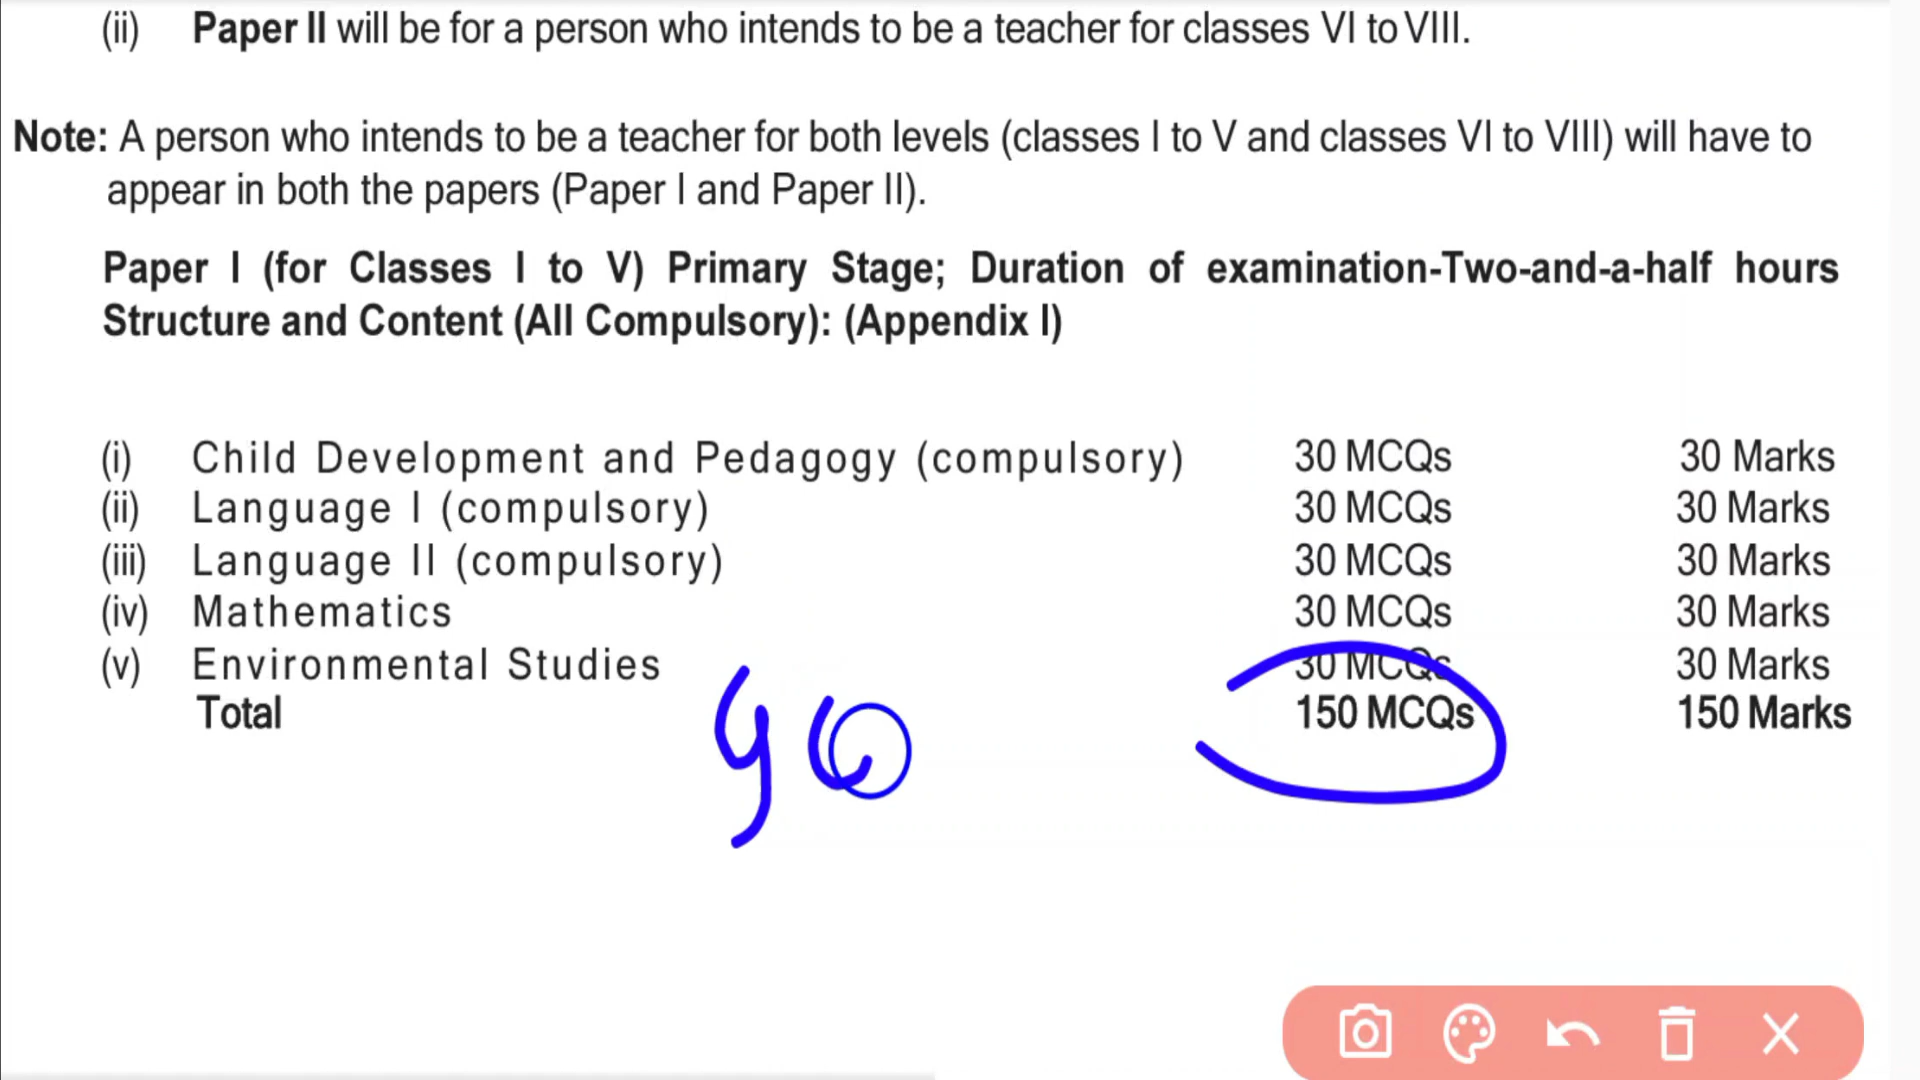 (ii) Paper II will be for a person who intends to be a teacher for classes VI to VIII.
Note: A person who intends to be a teacher for both levels (classes I to V and classes VI to VIII) will have to
appear in both the papers (Paper I and Paper II).
Paper I (for Classes I to V) Primary Stage; Duration of examination-Two-and-a-half hours
Structure and Content (All Compulsory): (Appendix I)
(i) Child Development and Pedagogy (compulsory) 30 MCQs 30 Marks
(ii) Language I (compulsory) 30 MCQs 30 Marks
(iii) Language II (compulsory) 30 MCQs 30 Marks
(iv) Mathematics 30 MCQs 30 Marks
(v) Environmental Studies 30 MCQs 30 Marks
Total 150 MCQs 150 Marks